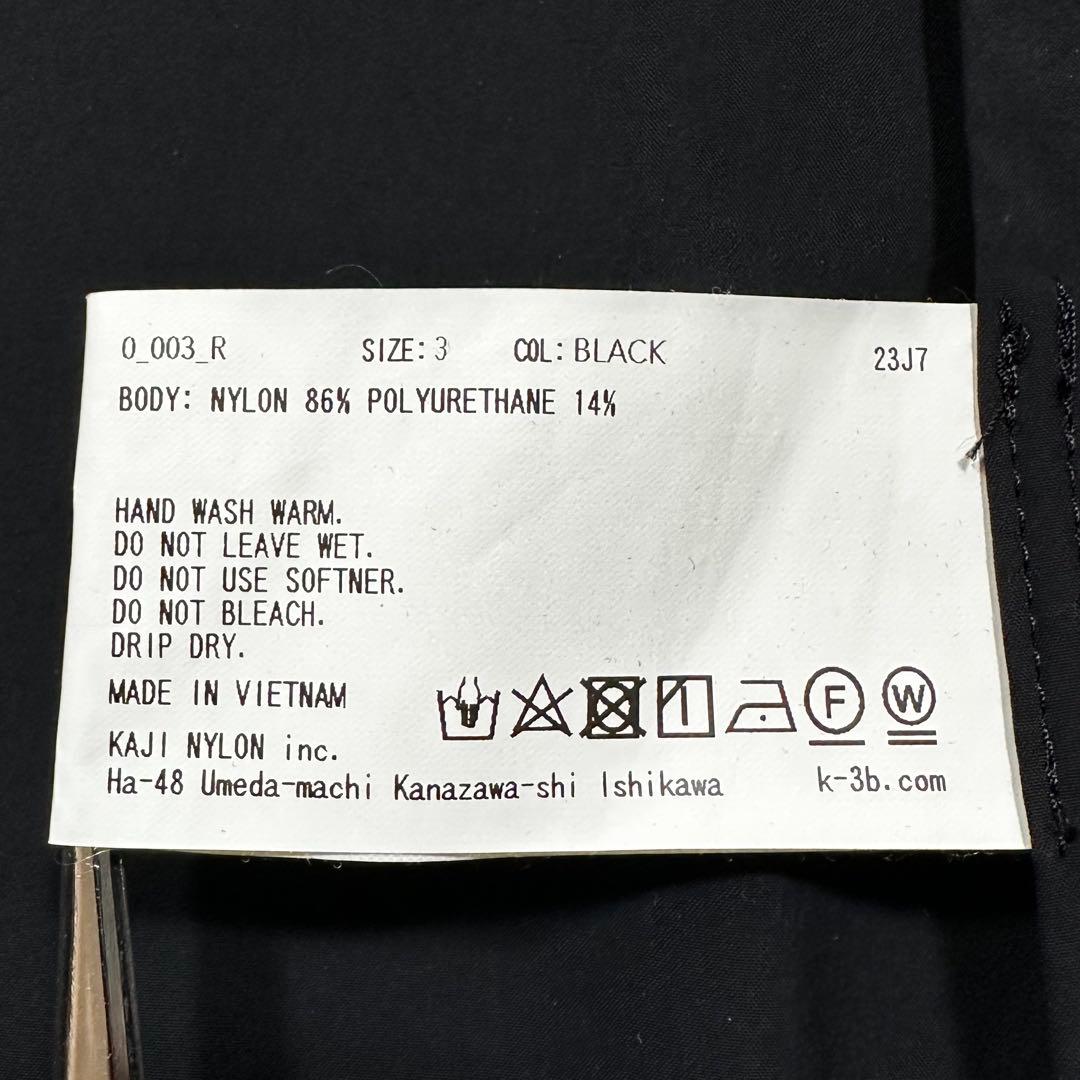 0_003_R SIZE: 3 COL: BLACK 23J7
BODY: NYLON 86% POLYURETHANE 14%
HAND WASH WARM.
DO NOT LEAVE WET.
DO NOT USE SOFTNER.
DO NOT BLEACH.
DRIP DRY.
MADE IN VIETNAM
F W
KAJI NYLON inc.
Ha-48 Umeda-machi Kanazawa-shi Ishikawa k-3b.com